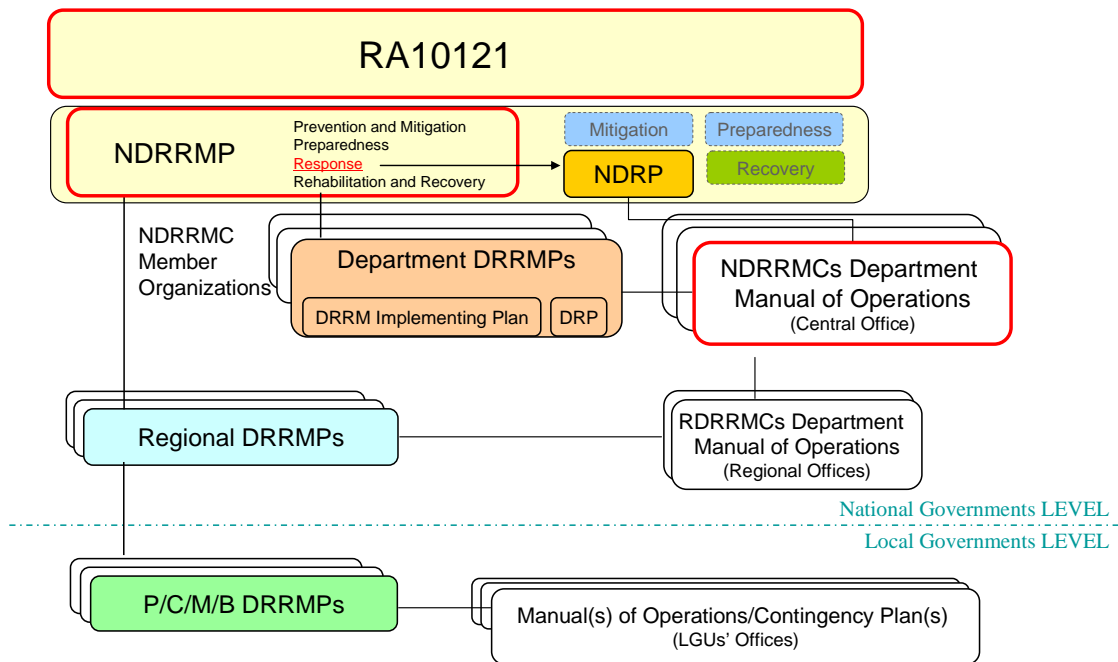 RA10121
NDRRMP
Prevention and Mitigation
Preparedness
Response
Rehabilitation and Recovery
Mitigation
Preparedness
NDRP
Recovery
NDRRMC
Member
Organizations
Department DRRMPs
DRRM Implementing Plan
DRP
NDRRMCs Department
Manual of Operations
(Central Office)
Regional DRRMPs
RDRRMCs Department
Manual of Operations
(Regional Offices)
National Governments LEVEL
Local Governments LEVEL
P/C/M/B DRRMPs
Manual(s) of Operations/Contingency Plan(s)
(LGUs' Offices)